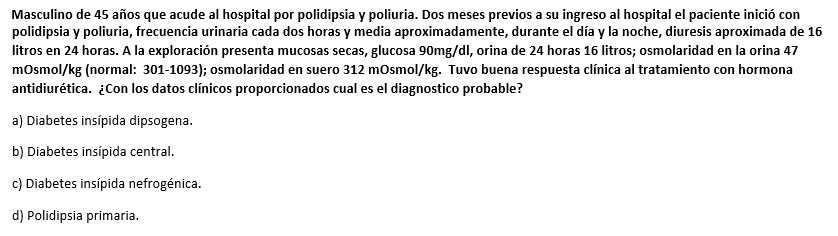 Masculino de 45 años que acude al hospital por polidipsia y poliuria. Dos meses previos a su ingreso al hospital el paciente inició con
polidipsia y poliuria, frecuencia urinaria cada dos horas y media aproximadamente, durante el día y la noche, diuresis aproximada de 16
litros en 24 horas. A la exploración presenta mucosas secas, glucosa 90mg/dl, orina de 24 horas 16 litros; osmolaridad en la orina 47
mOsmol/kg (normal: 301-1093); osmolaridad en suero 312 mOsmol/kg. Tuvo buena respuesta clínica al tratamiento con hormona
antidiurética. ¿Con los datos clínicos proporcionados cual es el diagnostico probable?
a) Diabetes insípida dipsogena.
b) Diabetes insípida central.
c) Diabetes insípida nefrogénica.
d) Polidipsia primaria.